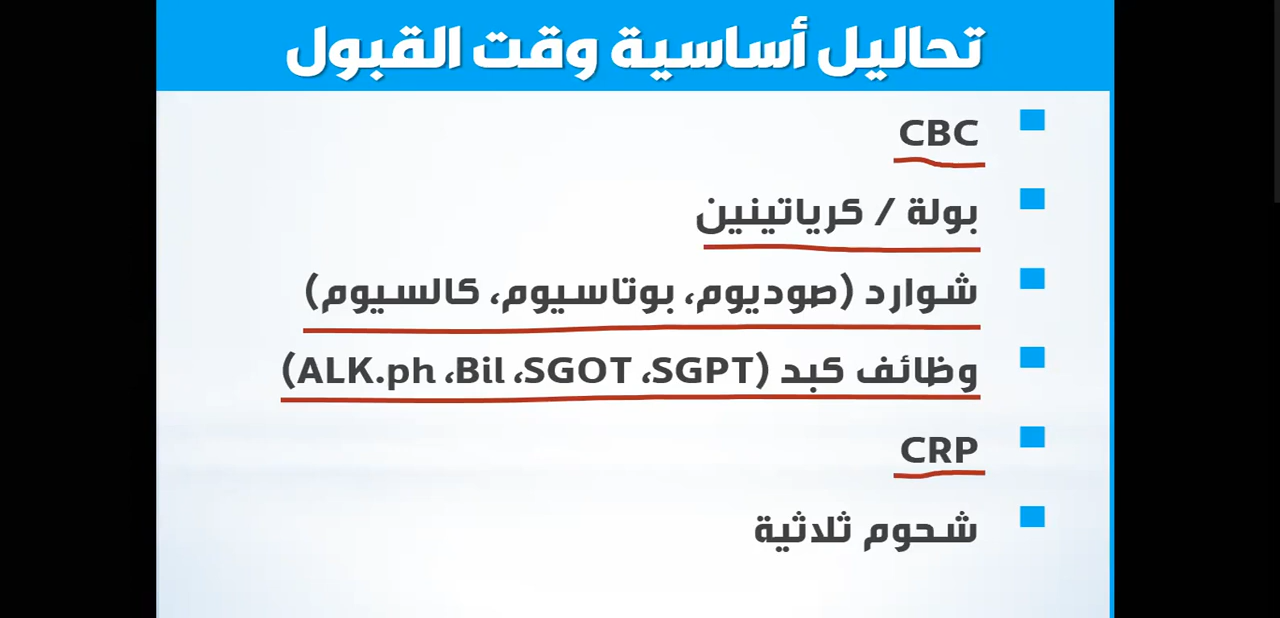 تحاليل أساسية وقت القبول
CBC
بولة / كرياتينين
شوارد (صوديوم، بوتاسيوم، كالسيوم)
وظائف كبد (SGPT، SGOT، Bil، ALK.ph)
CRP
شحوم ثلاثية